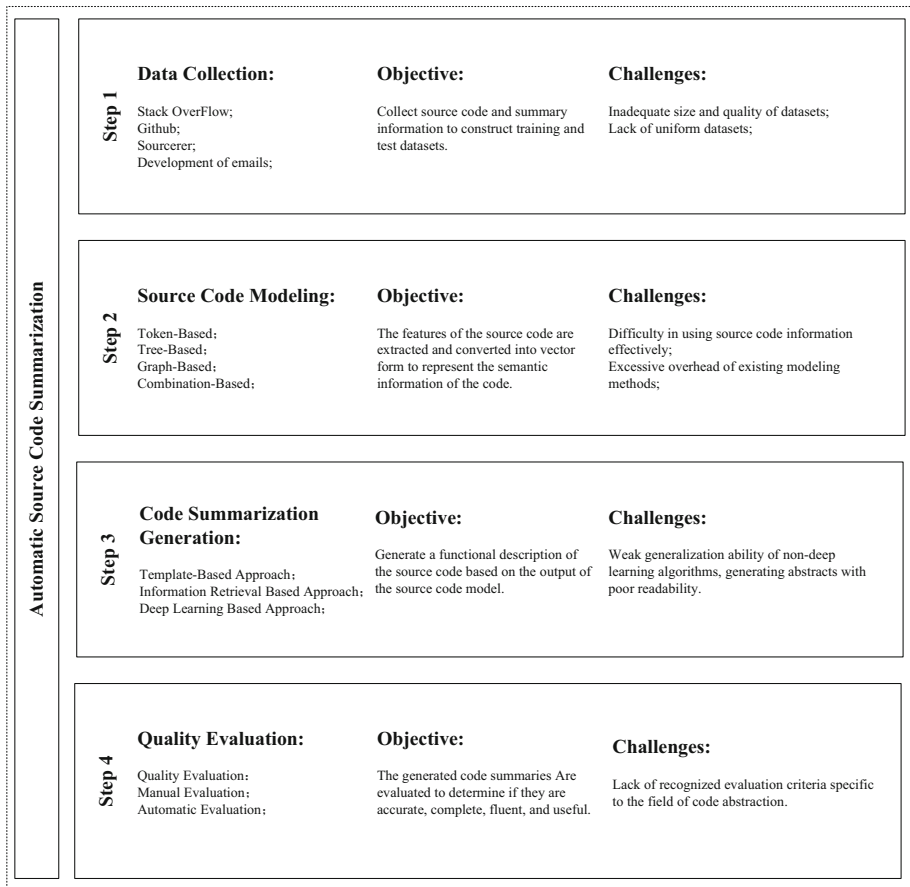 Automatic Source Code Summarization
Step 1
Data Collection:
Stack OverFlow;
Github;
Sourcerer;
Development of emails;
Objective:
Collect source code and summary
information to construct training and
test datasets.
Challenges:
Inadequate size and quality of datasets;
Lack of uniform datasets;
Step 2
Source Code Modeling:
Token-Based；
Tree-Based；
Graph-Based；
Combination-Based；
Objective:
The features of the source code are
extracted and converted into vector
form to represent the semantic
information of the code.
Challenges:
Difficulty in using source code information
effectively;
Excessive overhead of existing modeling
methods;
Step 3
Code Summarization
Generation:
Template-Based Approach；
Information Retrieval Based Approach；
Deep Learning Based Approach；
Objective:
Generate a functional description of
the source code based on the output of
the source code model.
Challenges:
Weak generalization ability of non-deep
learning algorithms, generating abstracts with
poor readability.
Step 4
Quality Evaluation:
Quality Evaluation；
Manual Evaluation；
Automatic Evaluation；
Objective:
The generated code summaries Are
evaluated to determine if they are
accurate, complete, fluent, and useful.
Challenges:
Lack of recognized evaluation criteria specific
to the field of code abstraction.